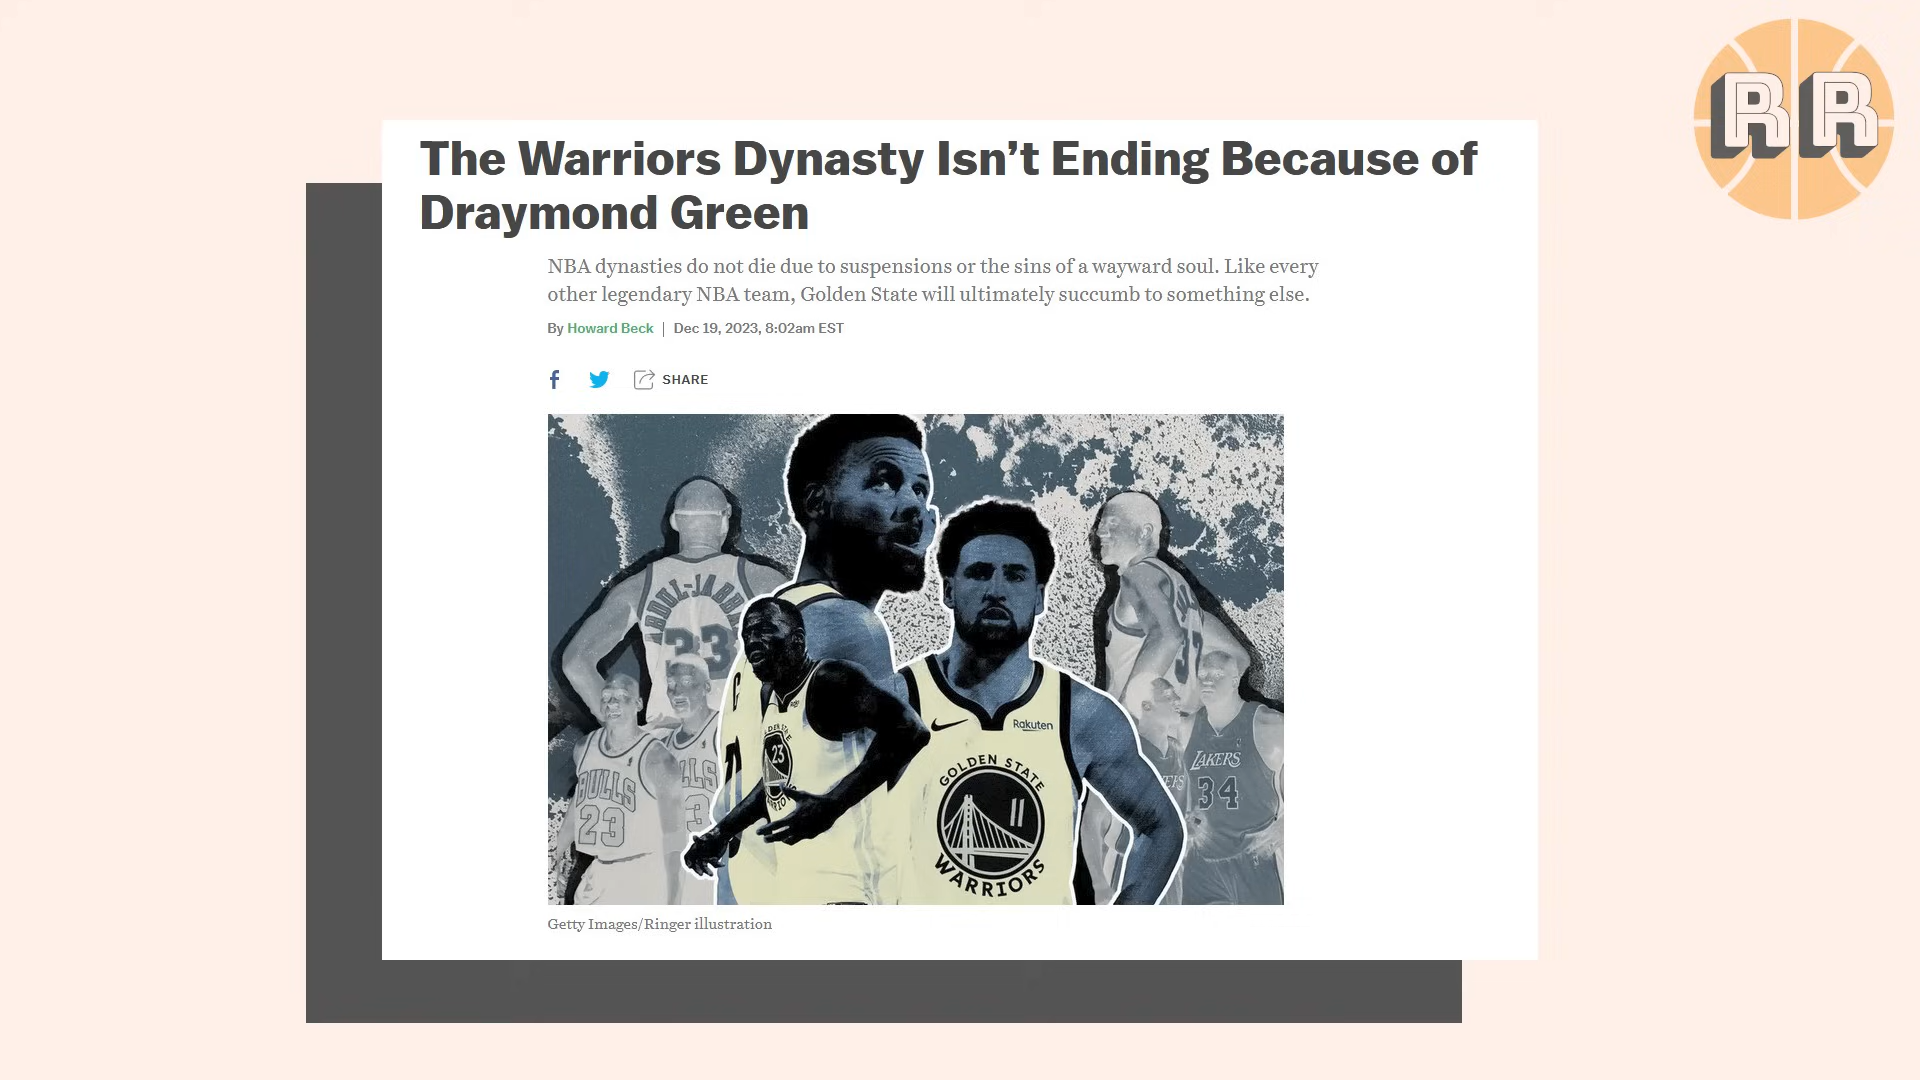 RR
The Warriors Dynasty Isn’t Ending Because of
Draymond Green
NBA dynasties do not die due to suspensions or the sins of a wayward soul. Like every
other legendary NBA team, Golden State will ultimately succumb to something else.
By Howard Beck | Dec 19, 2023, 8:02am EST
SHARE
ABDUL-JABBAR
33
BULLS
23
23
Rakuten
GOLDEN STATE
11
WARRIORS
LAKERS
34
Getty Images/Ringer illustration